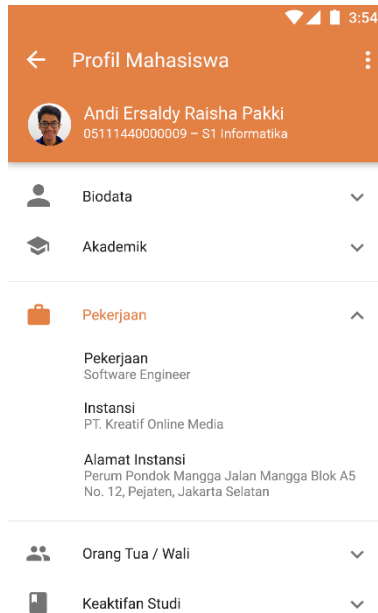 3:54
Profil Mahasiswa
Andi Ersaldy Raisha Pakki
05111440000009 – S1 Informatika
Biodata
Akademik
Pekerjaan
Pekerjaan
Software Engineer
Instansi
PT. Kreatif Online Media
Alamat Instansi
Perum Pondok Mangga Jalan Mangga Blok A5
No. 12, Pejaten, Jakarta Selatan
Orang Tua / Wali
Keaktifan Studi